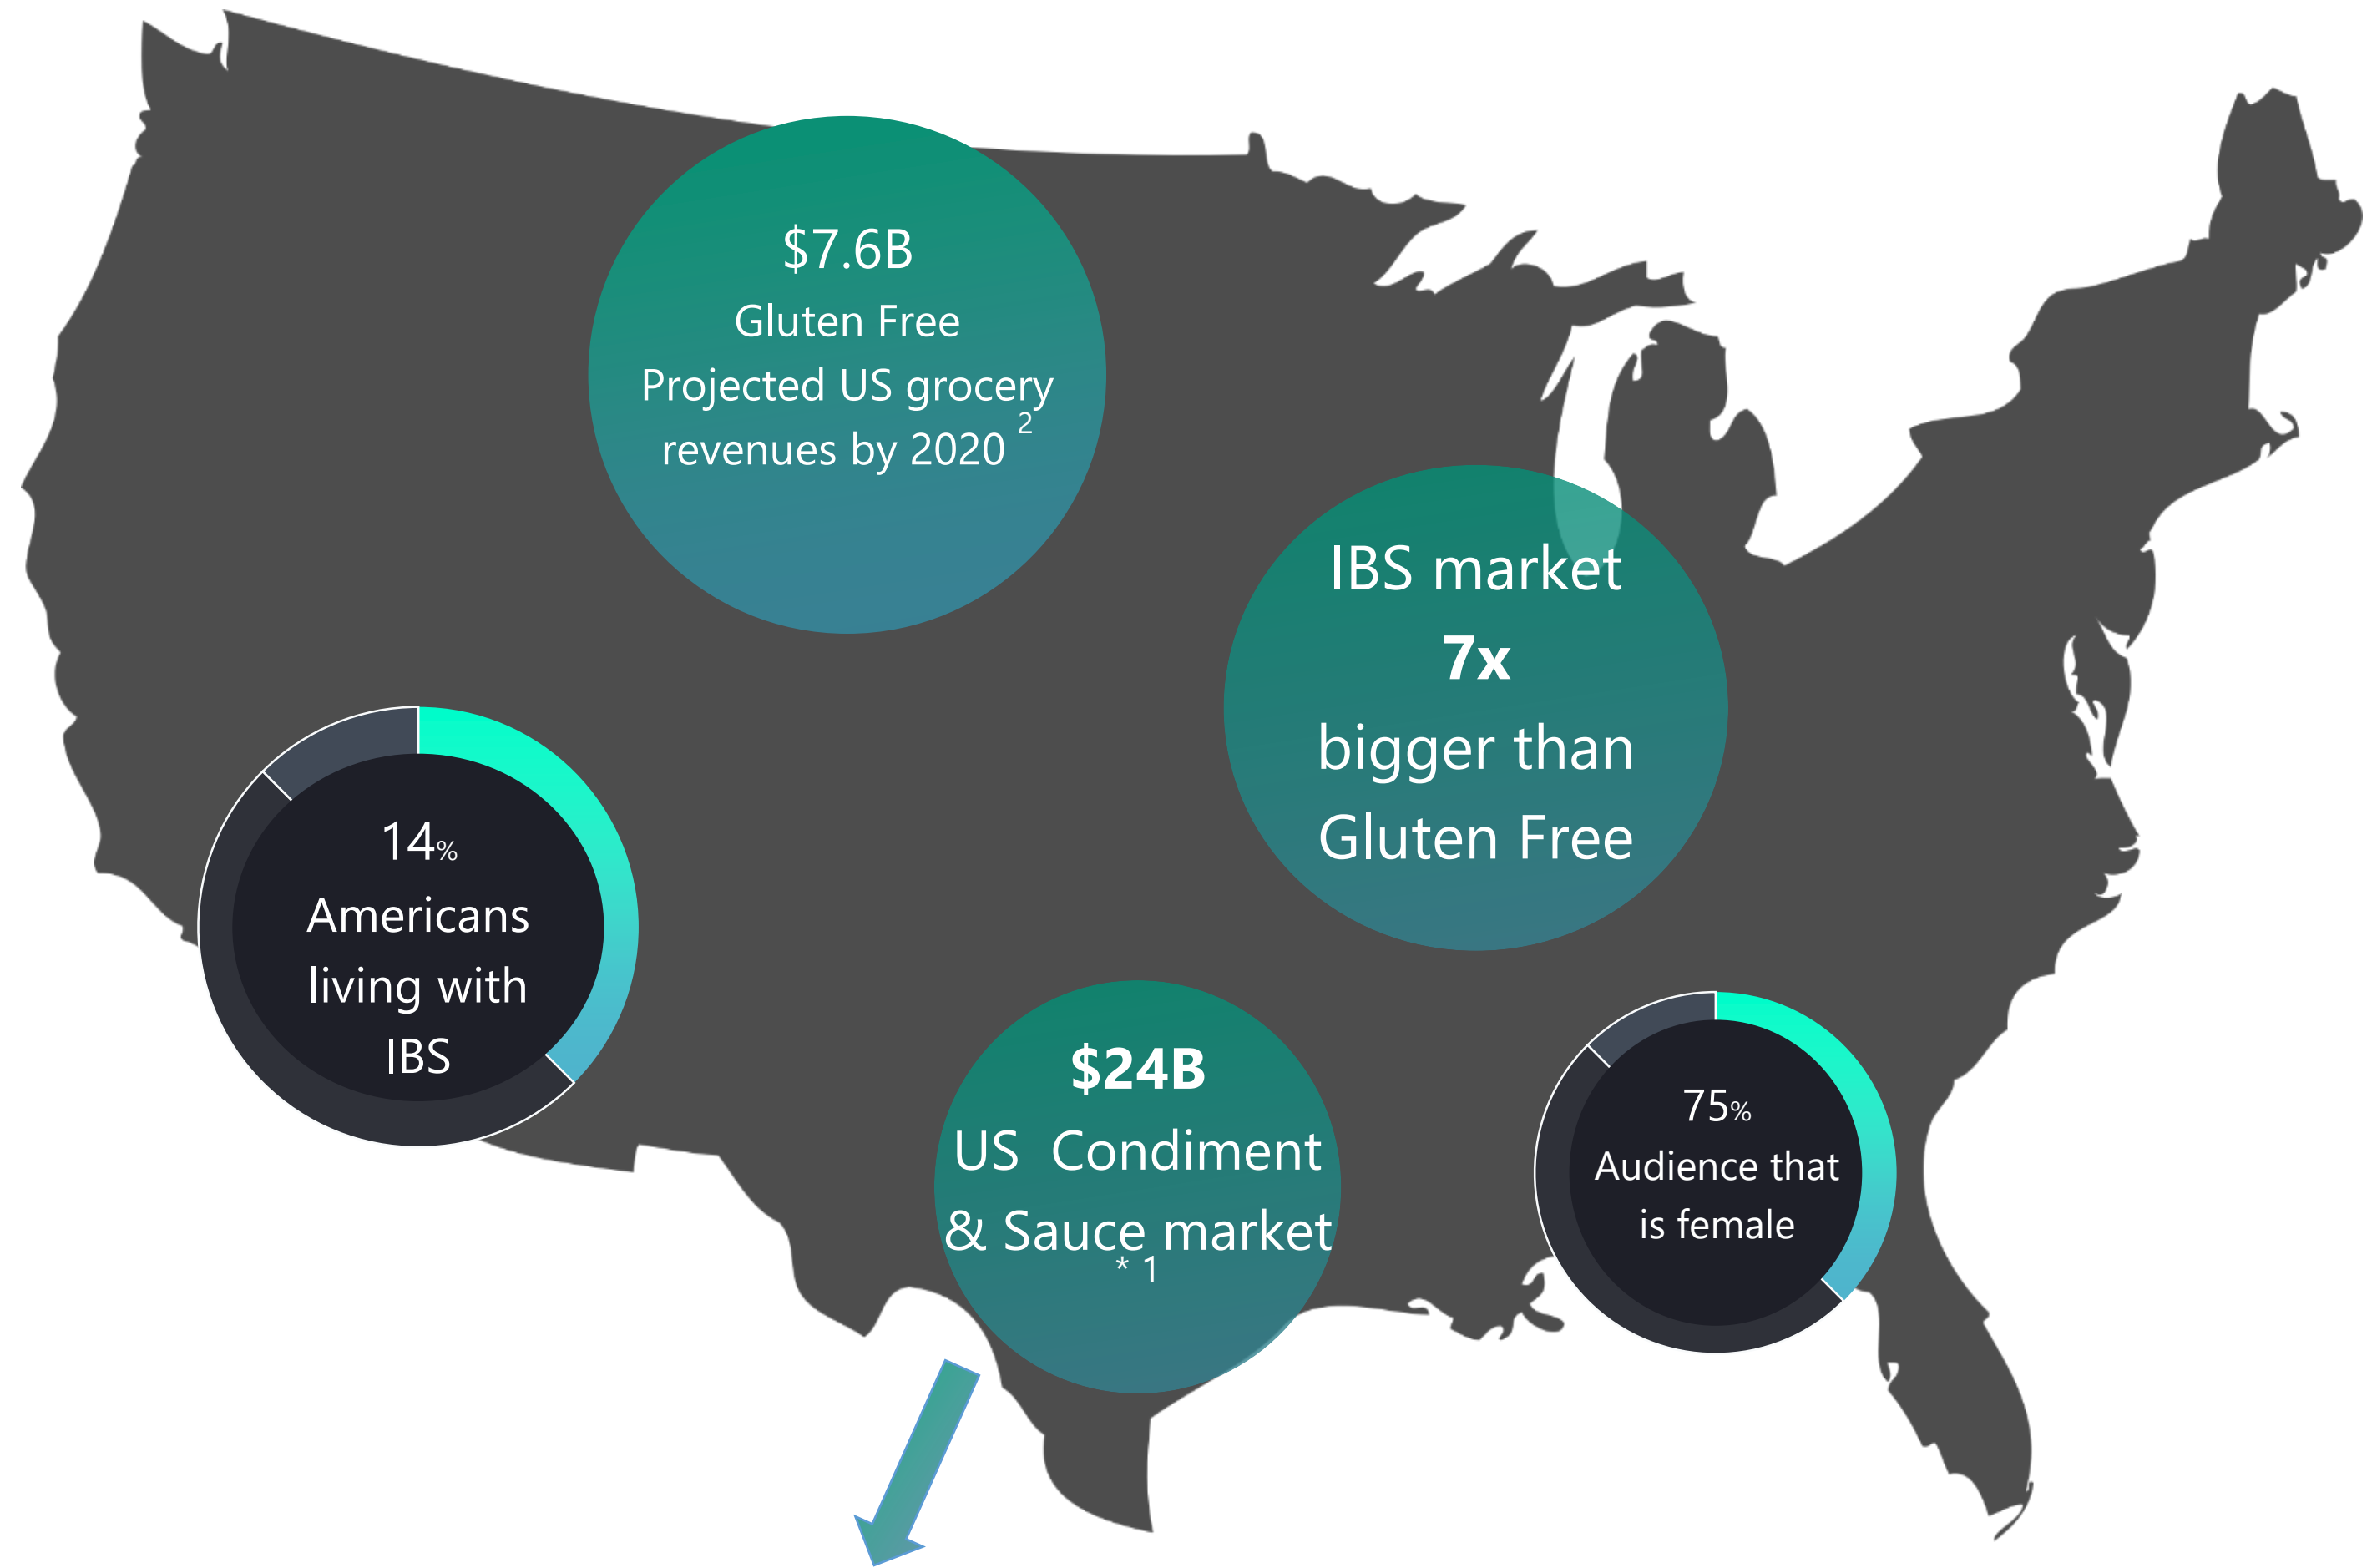 $7.6B
Gluten Free
Projected US grocery
revenues by 2020 2
IBS market
7x
bigger than
Gluten Free
14%
Americans
living with
IBS
$24B
US Condiment
& Sauce market
* 1
75%
Audience that
is female